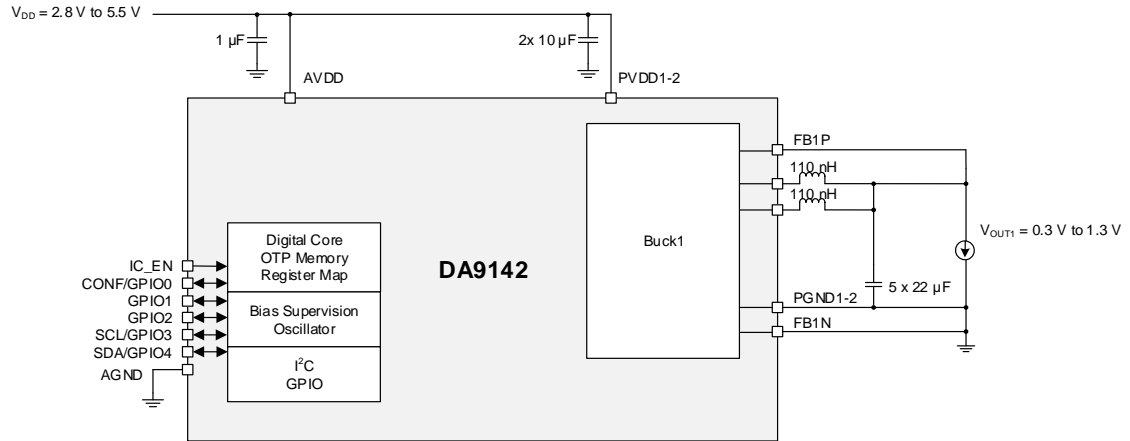 V_DD = 2.8 V to 5.5 V
1 µF
2x 10 µF
AVDD
PVDD1-2
FB1P
110 nH
110 nH
Buck1
V_OUT1 = 0.3 V to 1.3 V
5 x 22 µF
PGND1-2
FB1N
DA9142
Digital Core
OTP Memory
Register Map
Bias Supervision
Oscillator
I²C
GPIO
IC_EN
CONF/GPIO0
GPIO1
GPIO2
SCL/GPIO3
SDA/GPIO4
AGND